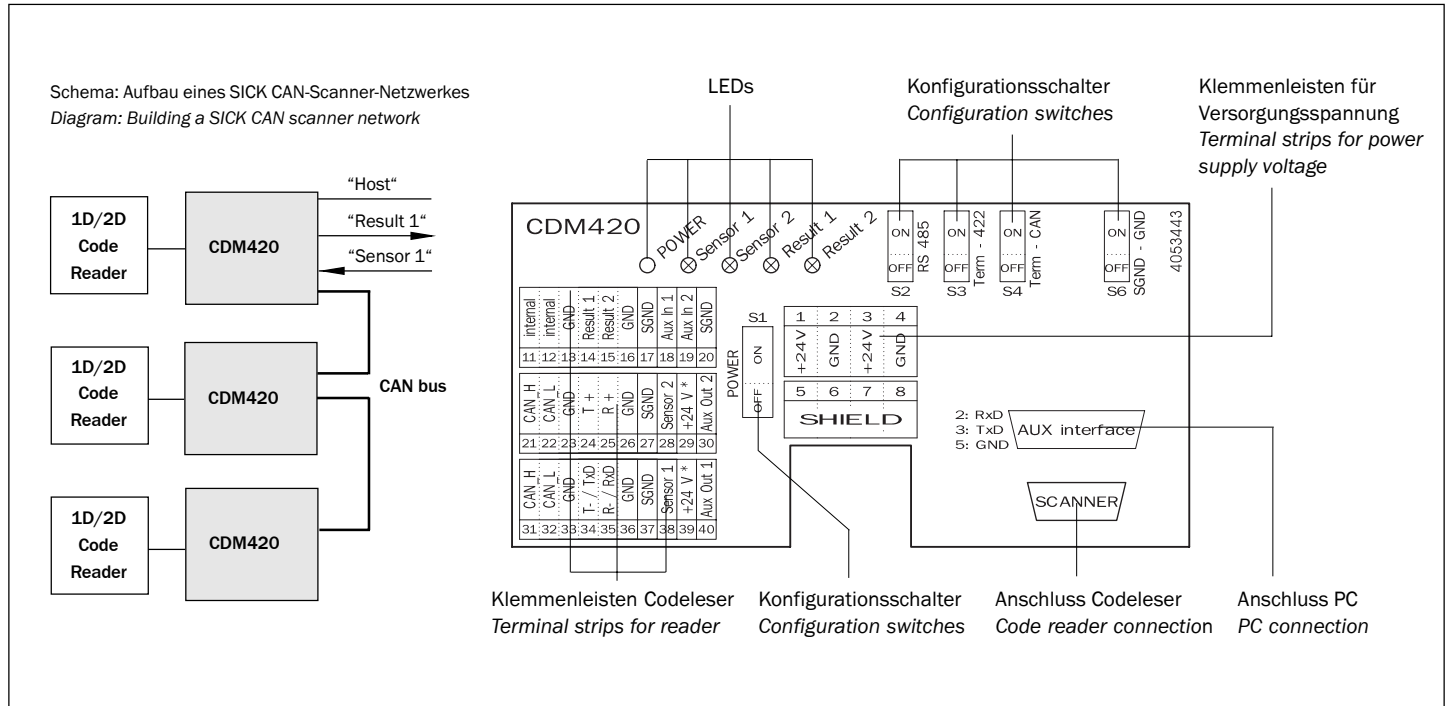 Schema: Aufbau eines SICK CAN-Scanner-Netzwerkes
Diagram: Building a SICK CAN scanner network
1D/2D
Code
Reader
CDM420
“Host“
“Result 1“
“Sensor 1“
1D/2D
Code
Reader
CDM420
CAN bus
1D/2D
Code
Reader
CDM420
LEDs
Konfigurationsschalter
Configuration switches
Klemmenleisten für
Versorgungsspannung
Terminal strips for power
supply voltage
CDM420
POWER
Sensor 1
Sensor 2
Result 1
Result 2
ON
OFF
S2
RS 485
ON
OFF
S3
Term - 422
ON
OFF
S4
Term - CAN
ON
OFF
S6
SGND - GND
4053443
internal internal GND Result 1 Result 2 GND SGND Aux In 1 Aux In 2 SGND
11 12 13 14 15 16 17 18 19 20
CAN_H CAN_L GND T + R + GND SGND Sensor 2 +24 V * Aux Out 2
21 22 23 24 25 26 27 28 29 30
CAN_H CAN_L GND T- / TxD R- / RxD GND SGND Sensor 1 +24 V * Aux Out 1
31 32 33 34 35 36 37 38 39 40
S1
POWER
ON
OFF
1 2 3 4
+24V GND +24V GND
5 6 7 8
SHIELD
2: RxD
3: TxD
5: GND
AUX interface
SCANNER
Klemmenleisten Codeleser
Terminal strips for reader
Konfigurationsschalter
Configuration switches
Anschluss Codeleser
Code reader connection
Anschluss PC
PC connection